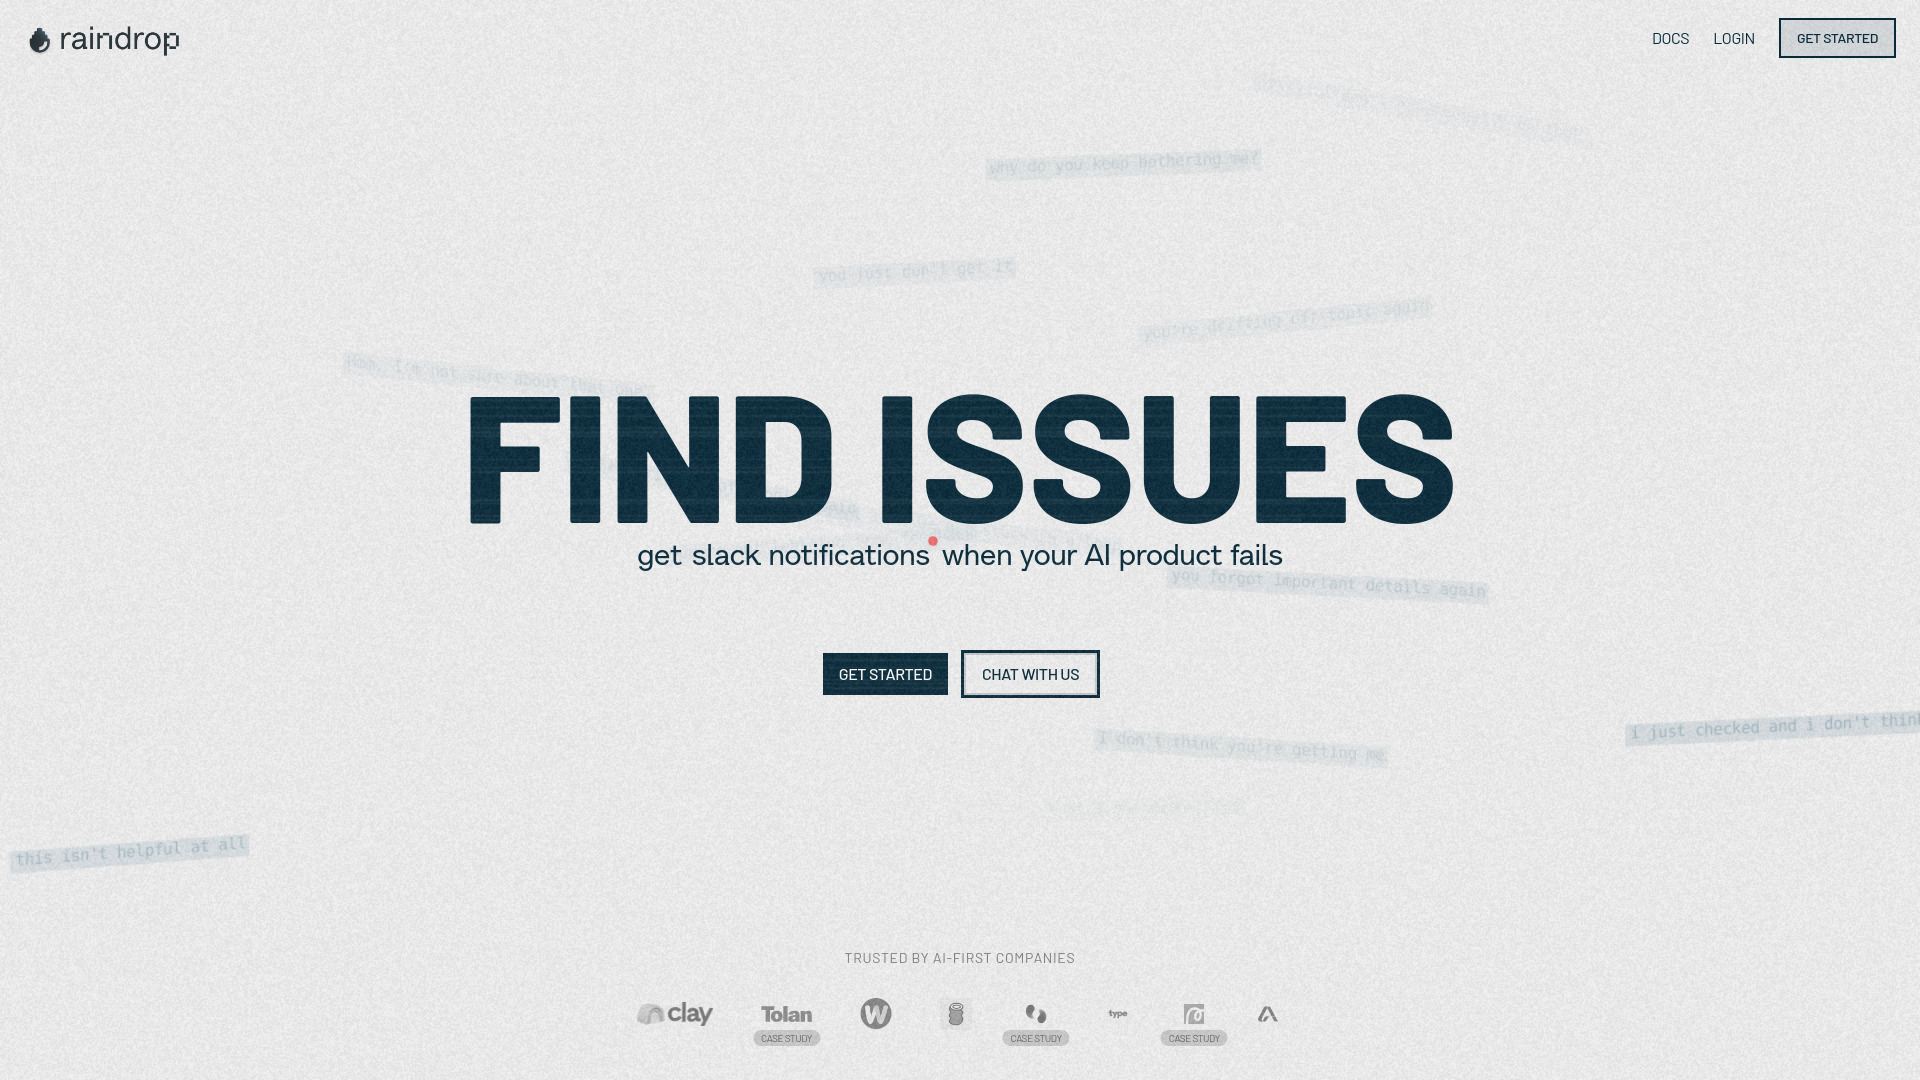 raindrop
DOCS
LOGIN
GET STARTED
why do you keep bothering me?
you just don't get it
you're drifting off-topic again
Hmm, I'm not sure about that one
FIND ISSUES
get slack notifications when your AI product fails
you forgot important details again
GET STARTED
CHAT WITH US
i just checked and i don't think
I don't think you're getting me
this isn't helpful at all
TRUSTED BY AI-FIRST COMPANIES
clay
Tolan
W
type
CASE STUDY
CASE STUDY
CASE STUDY